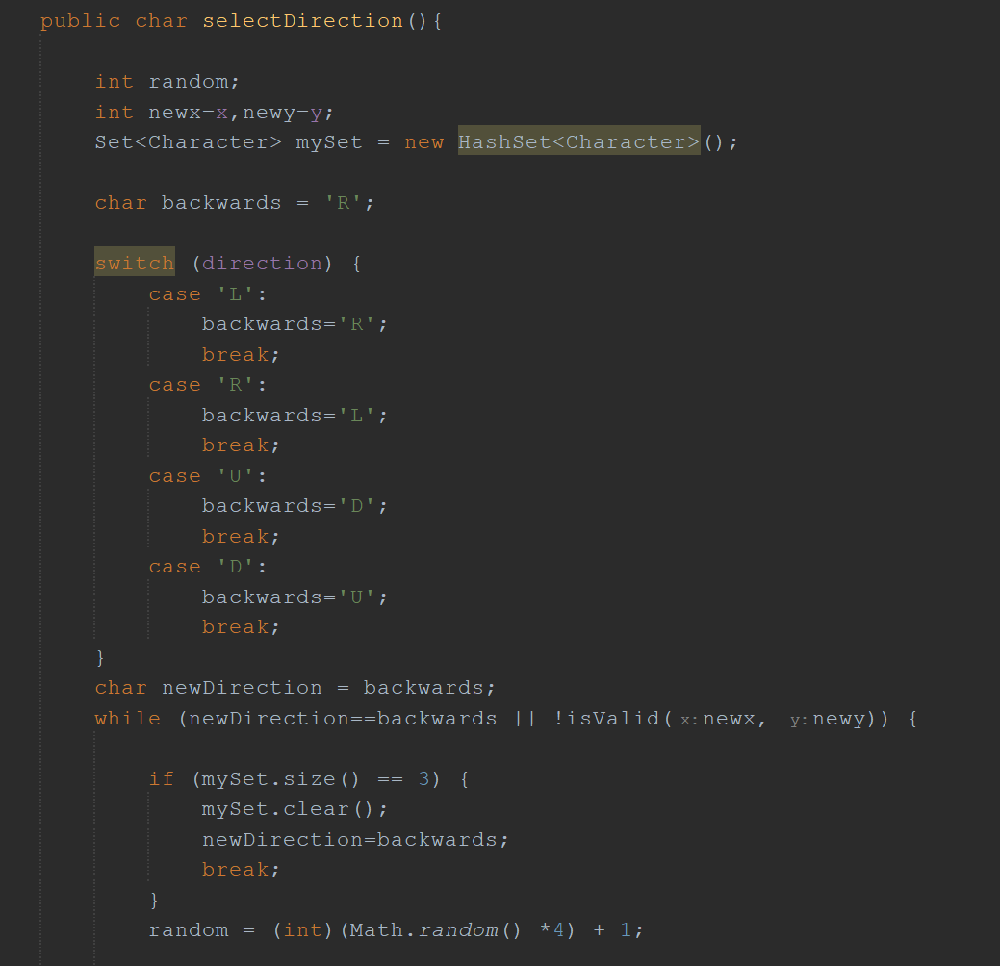 public char selectDirection(){
int random;
int newx=x,newy=y;
Set<Character> mySet = new HashSet<Character>();
char backwards = 'R';
switch (direction) {
case 'L':
backwards='R';
break;
case 'R':
backwards='L';
break;
case 'U':
backwards='D';
break;
case 'D':
backwards='U';
break;
}
char newDirection = backwards;
while (newDirection==backwards || !isValid( x: newx, y: newy)) {
if (mySet.size() == 3) {
mySet.clear();
newDirection=backwards;
break;
}
random = (int)(Math.random() *4) + 1;